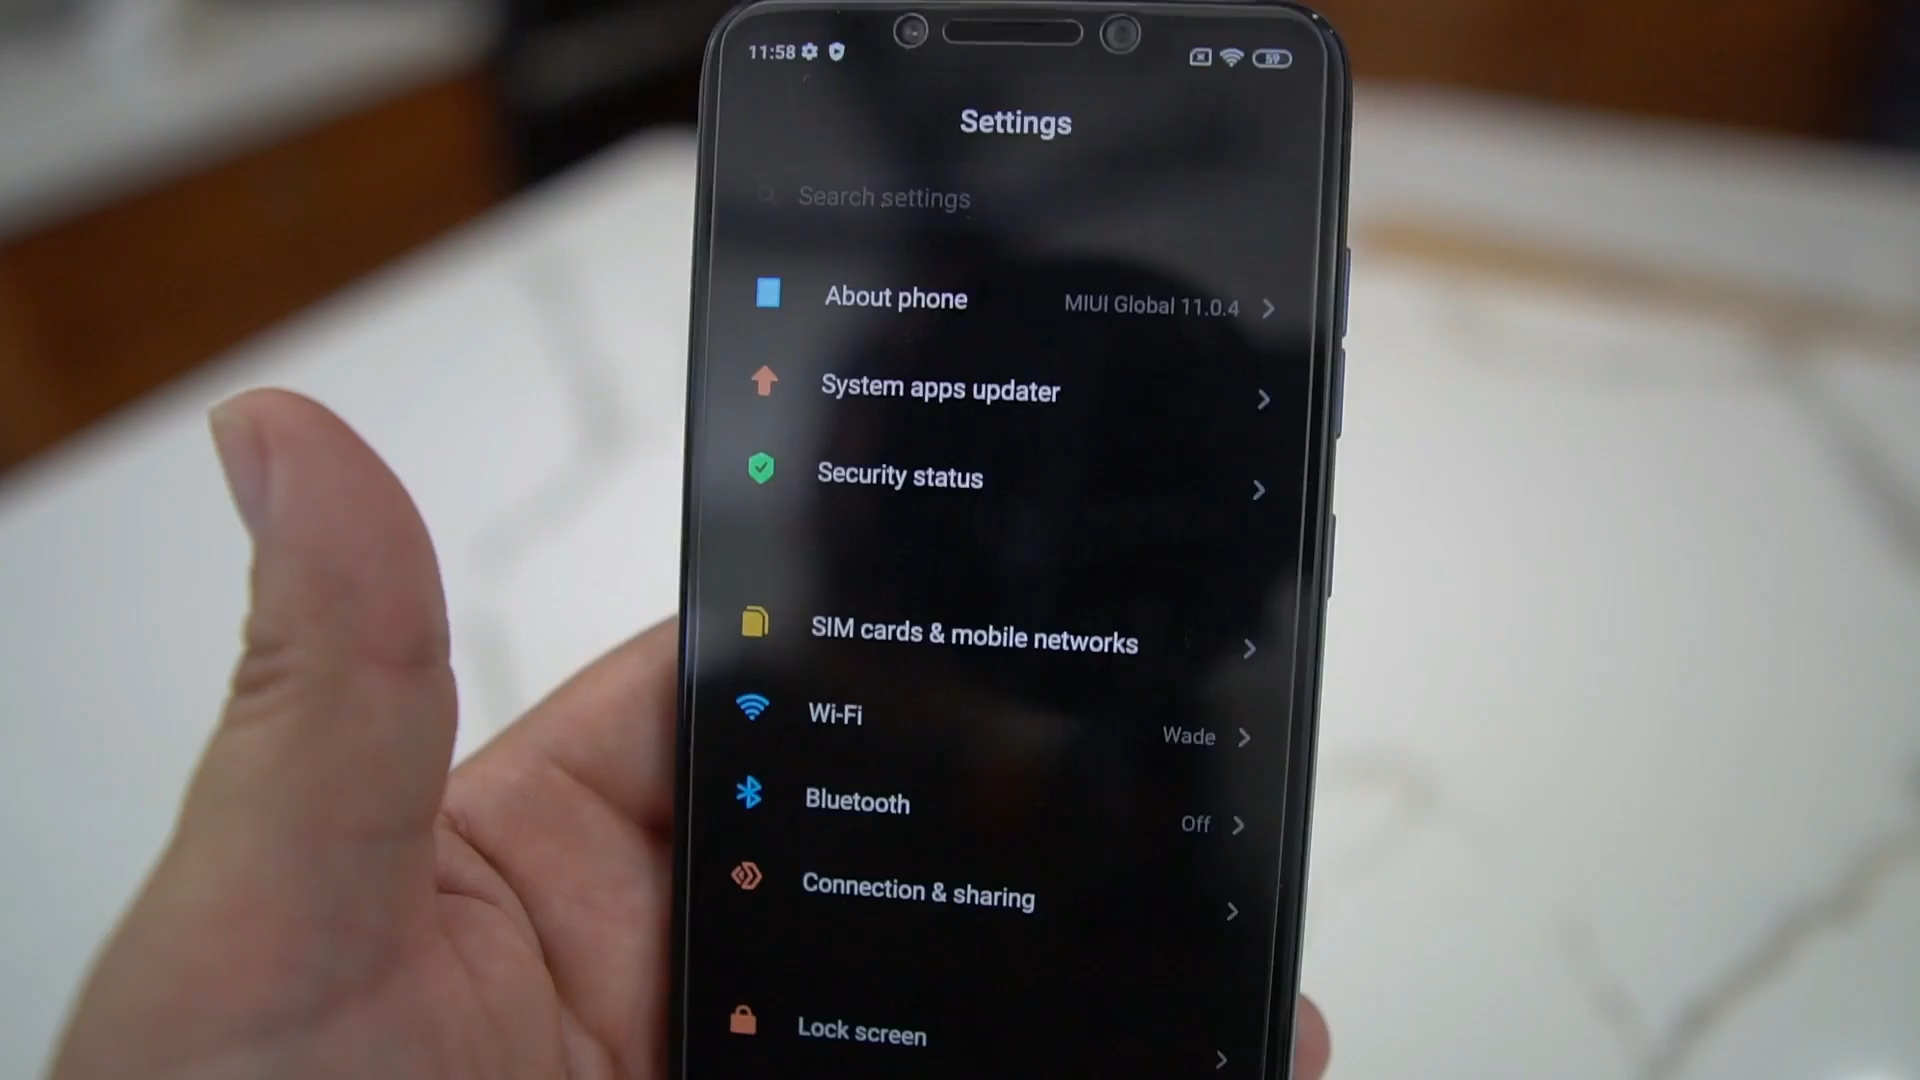 11:58
59
Settings
Search settings
About phone MIUI Global 11.0.4
System apps updater
Security status
SIM cards & mobile networks
Wi-Fi Wade
Bluetooth Off
Connection & sharing
Lock screen